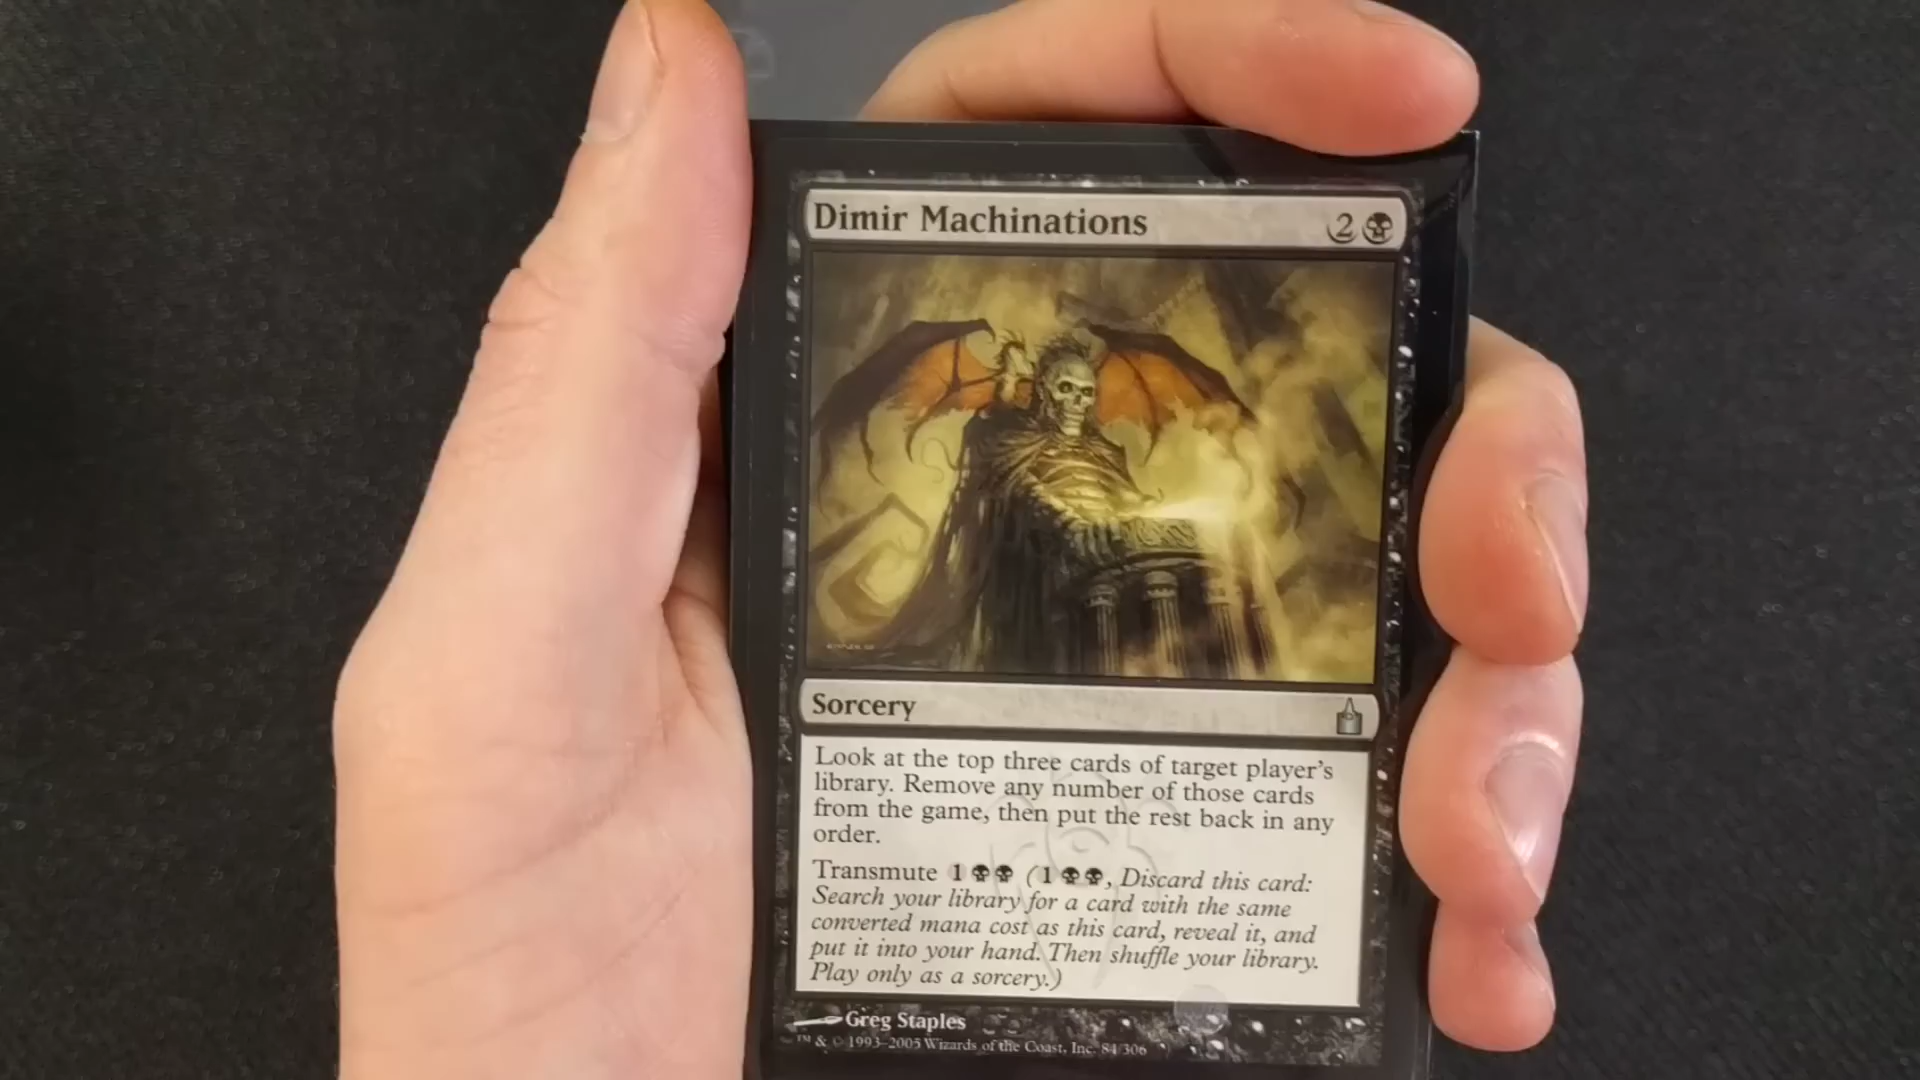 Dimir Machinations 2
Sorcery
Look at the top three cards of target player's
library. Remove any number of those cards
from the game, then put the rest back in any
order.
Transmute 1 (1, Discard this card:
Search your library for a card with the same
converted mana cost as this card, reveal it, and
put it into your hand. Then shuffle your library.
Play only as a sorcery.)
Greg Staples
™ & © 1993–2005 Wizards of the Coast, Inc. 84/306